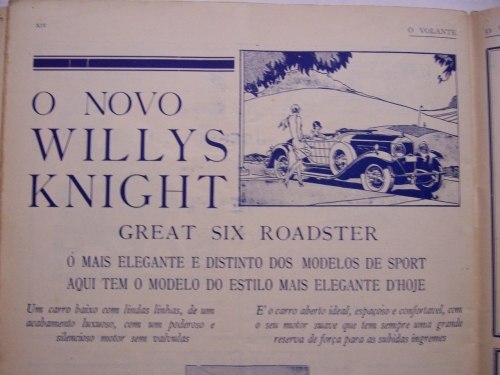 XIV
O VOLANTE
XV
O NOVO
WILLYS
KNIGHT
GREAT SIX ROADSTER
Ó MAIS ELEGANTE E DISTINTO DOS MODELOS DE SPORT
AQUI TEM O MODELO DO ESTILO MAIS ELEGANTE D'HOJE
Um carro baixo com lindas linhas, de um
acabamento luxuoso, com um poderoso e
silencioso motor sem valvulas
E' o carro aberto ideal, espaçoso e confortavel, com
o seu motor suave que tem sempre uma grande
reserva de força para as subidas ingremes